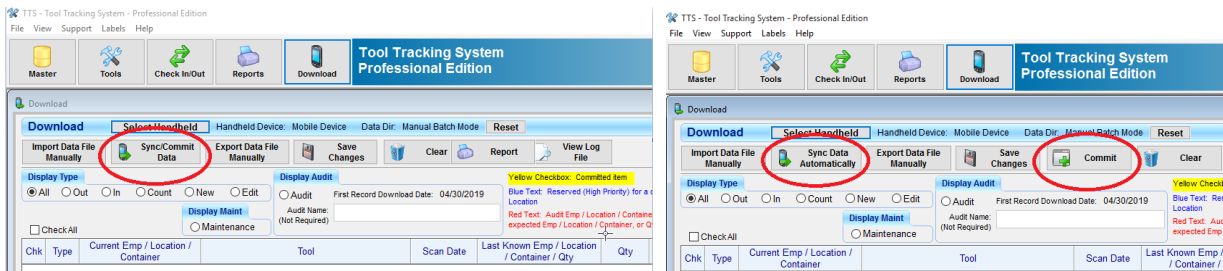 TTS - Tool Tracking System - Professional Edition
File View Support Labels Help
Master Tools Check In/Out Reports Download
Tool Tracking System
Professional Edition
Download
Download Select Handheld Handheld Device: Mobile Device Data Dir: Manual Batch Mode Reset
Import Data File Manually
Sync/Commit Data
Export Data File Manually
Save Changes
Clear
Report
View Log File
Display Type
All Out In Count New Edit
Display Maint
Maintenance
Check All
Display Audit
Audit First Record Download Date: 04/30/2019
Audit Name:
(Not Required)
Yellow Checkbox: Committed item
Blue Text: Reserved (High Priority) for a
Location
Red Text: Audit Emp / Location / Containe
expected Emp / Location / Container, or Q
Chk Type Current Emp / Location / Container Tool Scan Date Last Known Emp / Location / Container / Qty Qty
TTS - Tool Tracking System - Professional Edition
File View Support Labels Help
Master Tools Check In/Out Reports Download
Tool Tracking System
Professional Edition
Download
Download Select Handheld Handheld Device: Mobile Device Data Dir: Manual Batch Mode Reset
Import Data File Manually
Sync Data Automatically
Export Data File Manually
Save Changes
Commit
Clear
Display Type
All Out In Count New Edit
Display Maint
Maintenance
Check All
Display Audit
Audit First Record Download Date: 04/30/2019
Audit Name:
(Not Required)
Yellow Checkl
Blue Text: Re
Location
Red Text: Auc
expected Emp
Chk Type Current Emp / Location / Container Tool Scan Date Last Known Emp / / Container /